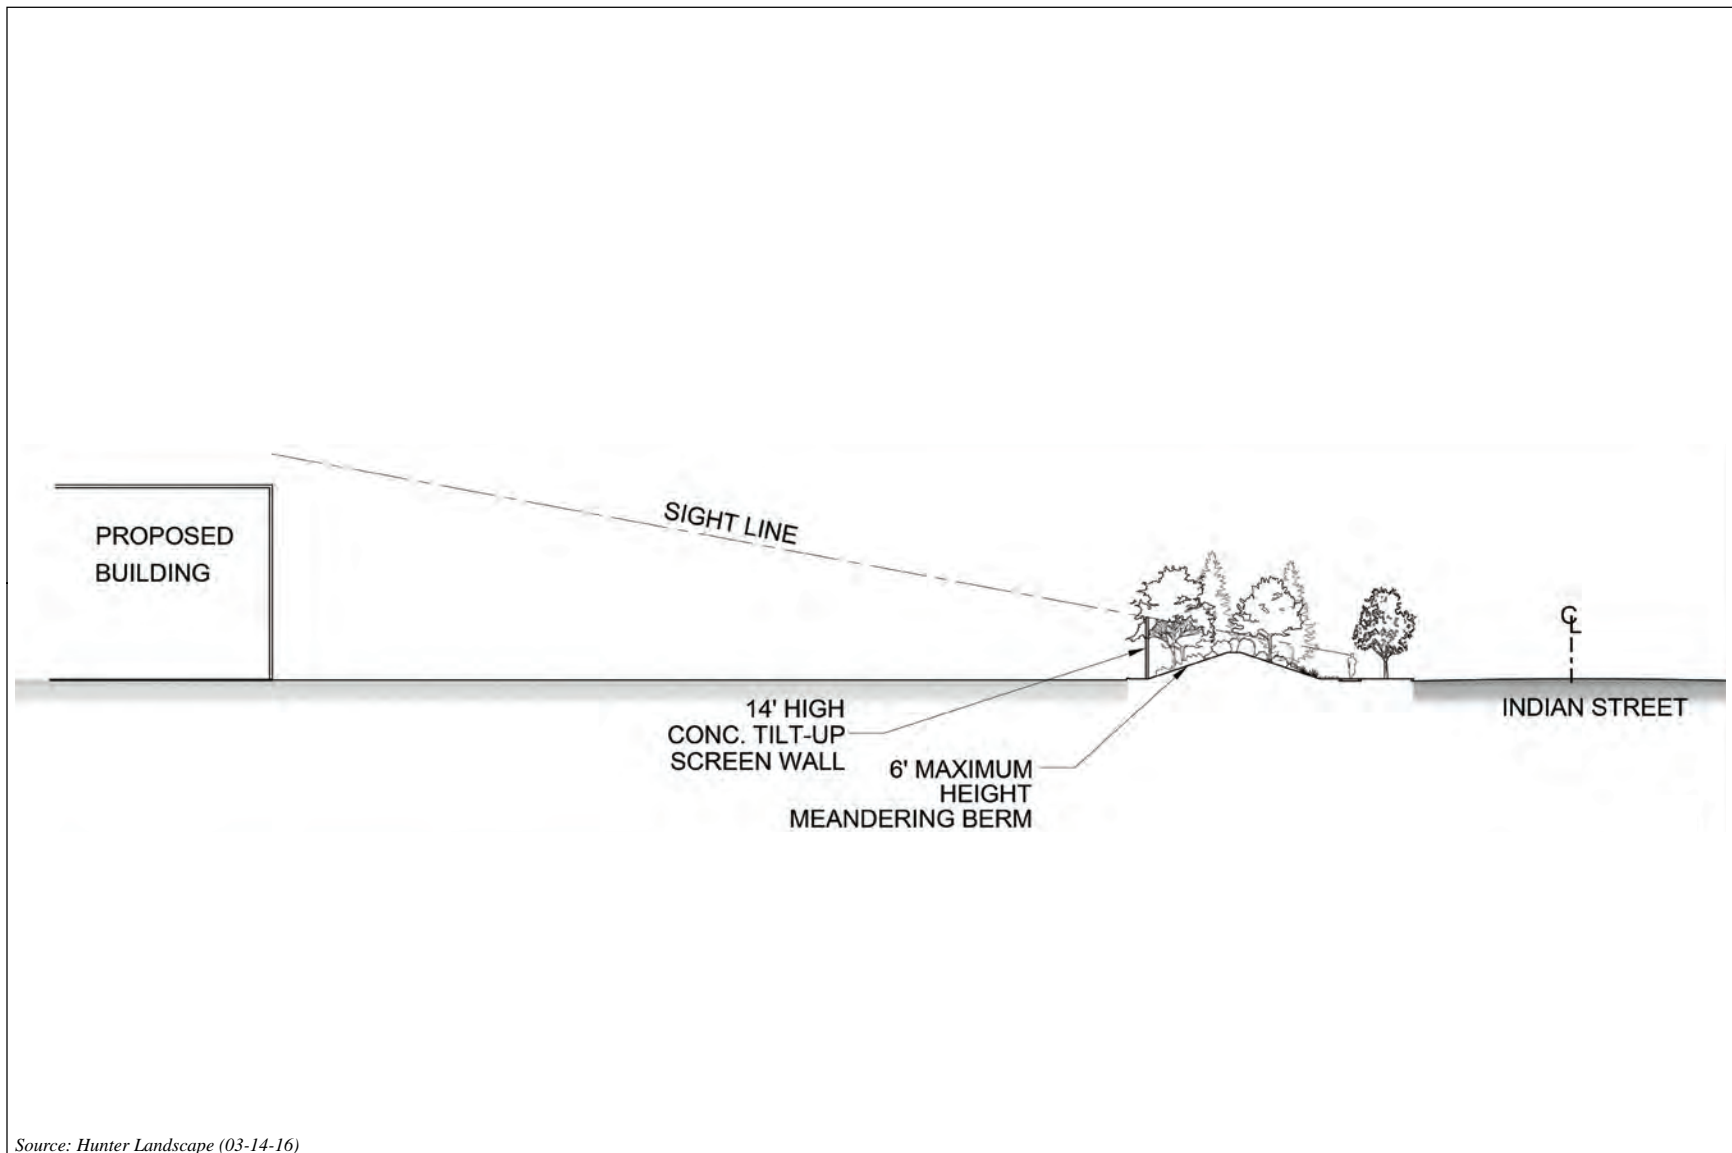 SIGHT LINE
PROPOSED
BUILDING
℄
INDIAN STREET
14' HIGH
CONC. TILT-UP
SCREEN WALL
6' MAXIMUM
HEIGHT
MEANDERING BERM
Source: Hunter Landscape (03-14-16)